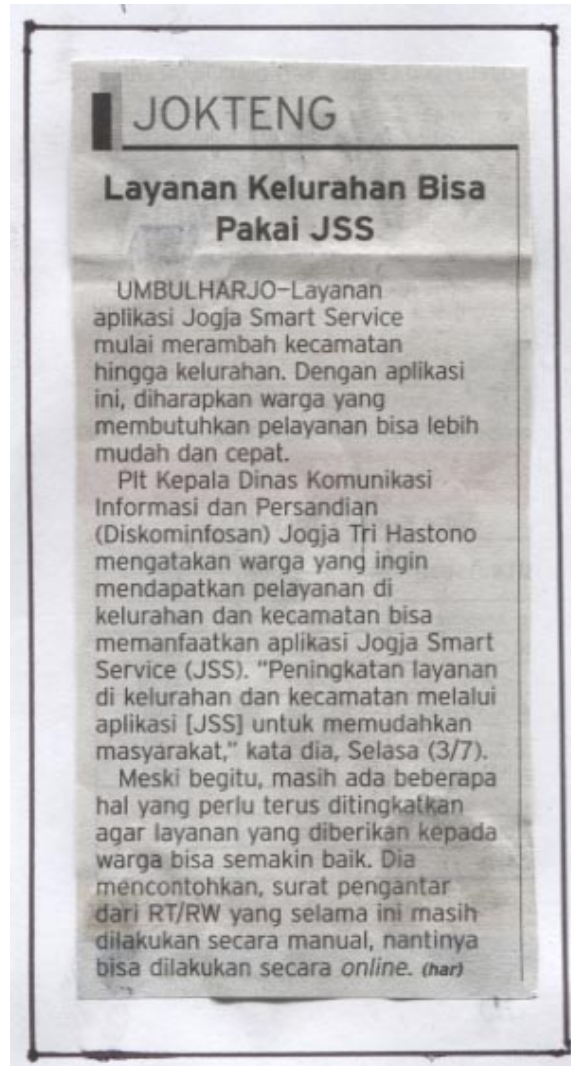 JOKTENG
Layanan Kelurahan Bisa
Pakai JSS
UMBULHARJO–Layanan
aplikasi Jogja Smart Service
mulai merambah kecamatan
hingga kelurahan. Dengan aplikasi
ini, diharapkan warga yang
membutuhkan pelayanan bisa lebih
mudah dan cepat.
Plt Kepala Dinas Komunikasi
Informasi dan Persandian
(Diskominfosan) Jogja Tri Hastono
mengatakan warga yang ingin
mendapatkan pelayanan di
kelurahan dan kecamatan bisa
memanfaatkan aplikasi Jogja Smart
Service (JSS). "Peningkatan layanan
di kelurahan dan kecamatan melalui
aplikasi [JSS] untuk memudahkan
masyarakat," kata dia, Selasa (3/7).
Meski begitu, masih ada beberapa
hal yang perlu terus ditingkatkan
agar layanan yang diberikan kepada
warga bisa semakin baik. Dia
mencontohkan, surat pengantar
dari RT/RW yang selama ini masih
dilakukan secara manual, nantinya
bisa dilakukan secara online. (har)